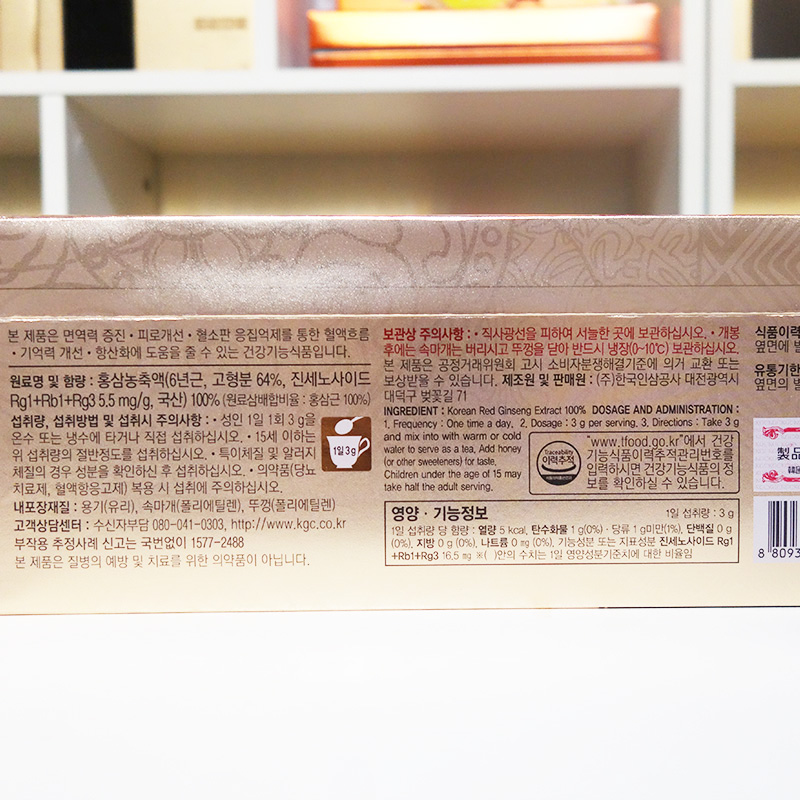 본 제품은 면역력 증진 • 피로개선 • 혈소판 응집억제를 통한 혈액흐름
• 기억력 개선 • 항산화에 도움을 줄 수 있는 건강기능식품입니다.
원료명 및 함량 : 홍삼농축액(6년근, 고형분 64%, 진세노사이드
Rg1+Rb1+Rg3 5.5 mg/g, 국산) 100% (원료삼배합비율 : 홍삼근 100%)
섭취량, 섭취방법 및 섭취시 주의사항 : • 성인 1일 1회 3 g을
온수 또는 냉수에 타거나 직접 섭취하십시오. • 15세 이하는
위 섭취량의 절반정도를 섭취하십시오. • 특이체질 및 알러지
체질의 경우 성분을 확인하신 후 섭취하십시오. • 의약품(당뇨
치료제, 혈액항응고제) 복용 시 섭취에 주의하십시오.
1일 3 g
내포장재질 : 용기(유리), 속마개(폴리에틸렌), 뚜껑(폴리에틸렌)
고객상담센터 : 수신자부담 080-041-0303, http://www.kgc.co.kr
부작용 추정사례 신고는 국번없이 1577-2488
본 제품은 질병의 예방 및 치료를 위한 의약품이 아닙니다.
보관상 주의사항 : • 직사광선을 피하여 서늘한 곳에 보관하십시오. • 개봉
후에는 속마개는 버리시고 뚜껑을 닫아 반드시 냉장(0~10℃) 보관하십시오.
본 제품은 공정거래위원회 고시 소비자분쟁해결기준에 의거 교환 또는
보상받을 수 있습니다. 제조원 및 판매원 : (주)한국인삼공사 대전광역시
대덕구 벚꽃길 71
INGREDIENT : Korean Red Ginseng Extract 100% DOSAGE AND ADMINISTRATION :
1. Frequency : One time a day, 2. Dosage : 3 g per serving, 3. Directions : Take 3 g
and mix into with warm or cold
water to serve as a tea, Add honey
(or other sweeteners) for taste.
Children under the age of 15 may
take half the adult serving.
Traceability
이력추적
"www.tfood.go.kr"에서 건강
기능식품이력추적관리번호를
입력하시면 건강기능식품의 정
보를 확인하실 수 있습니다.
영양 • 기능정보
1일 섭취량 : 3 g
1일 섭취량 당 함량 : 열량 5 kcal, 탄수화물 1 g(0%) • 당류 1 g미만(1%), 단백질 0 g
(0%), 지방 0 g (0%), 나트륨 0 mg (0%), 기능성분 또는 지표성분 진세노사이드 Rg1
+Rb1+Rg3 16.5 mg ※( )안의 수치는 1일 영양성분기준치에 대한 비율임
식품이력
옆면에 별
유통기한
옆면의 별
製品
韓國
8 8093